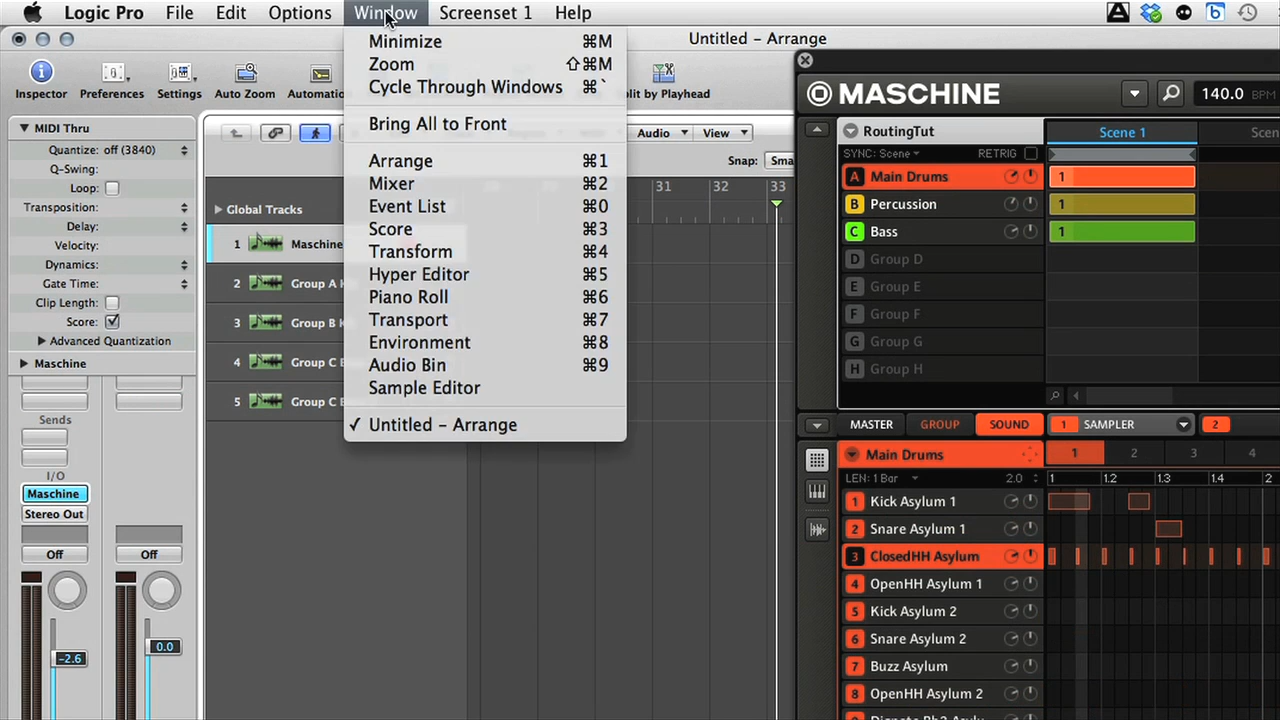 Logic Pro File Edit Options Window Screenset 1 Help
Untitled – Arrange
Inspector Preferences Settings Auto Zoom
Minimize ⌘M
Zoom ⇧⌘M
Cycle Through Windows ⌘`
Bring All to Front
Arrange ⌘1
Mixer ⌘2
Event List ⌘0
Score ⌘3
Transform ⌘4
Hyper Editor ⌘5
Piano Roll ⌘6
Transport ⌘7
Environment ⌘8
Audio Bin ⌘9
Sample Editor
✓ Untitled – Arrange
by Playhead
Audio View
Snap:
31 32 33
MIDI Thru
Quantize: off (3840)
Q-Swing:
Loop:
Transposition:
Delay:
Velocity:
Dynamics:
Gate Time:
Clip Length:
Score:
Advanced Quantization
Maschine
Sends
I/O
Maschine
Stereo Out
Off Off
-2.6 0.0
Global Tracks
1 Maschine
2 Group A
3 Group B
4 Group C
5 Group C
MASCHINE 140.0 BPM
RoutingTut Scene 1
SYNC: Scene RETRIG
A Main Drums 1
B Percussion 1
C Bass 1
D Group D
E Group E
F Group F
G Group G
H Group H
MASTER GROUP SOUND 1 SAMPLER 2
Main Drums 1 2 3 4
LEN: 1 Bar 2.0 1 1.2 1.3 1.4 2
1 Kick Asylum 1
2 Snare Asylum 1
3 ClosedHH Asylum
4 OpenHH Asylum 1
5 Kick Asylum 2
6 Snare Asylum 2
7 Buzz Asylum
8 OpenHH Asylum 2